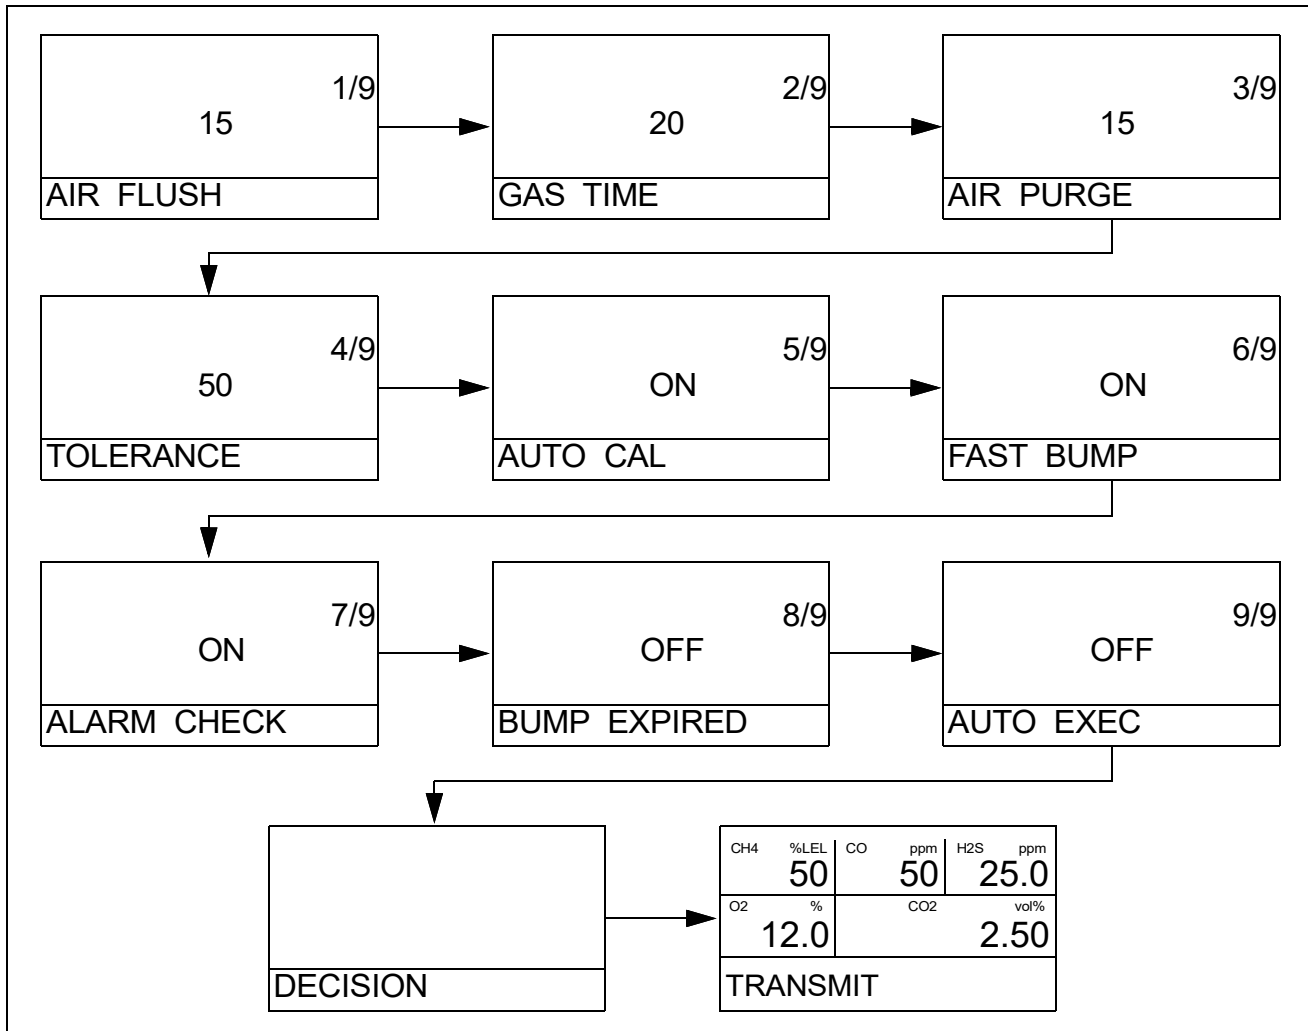 1/9
15
AIR FLUSH
2/9
20
GAS TIME
3/9
15
AIR PURGE
4/9
50
TOLERANCE
5/9
ON
AUTO CAL
6/9
ON
FAST BUMP
7/9
ON
ALARM CHECK
8/9
OFF
BUMP EXPIRED
9/9
OFF
AUTO EXEC
DECISION
CH4 %LEL CO ppm H2S ppm
50 50 25.0
O2 % CO2 vol%
12.0 2.50
TRANSMIT